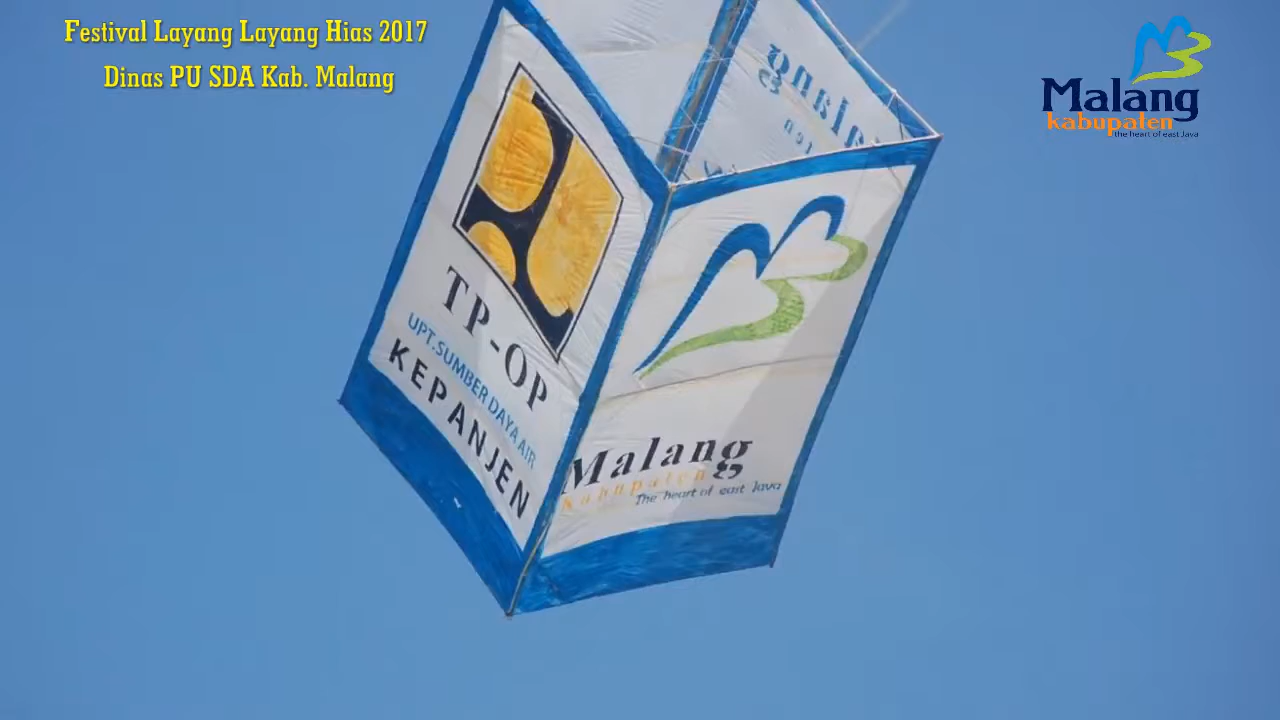 Festival Layang Layang Hias 2017
Dinas PU SDA Kab. Malang
Malang
kabupaten
the heart of east Java
TP-OP
UPT.SUMBER DAYA AIR
KEPANJEN
Malang
Kabupaten
The heart of east Java